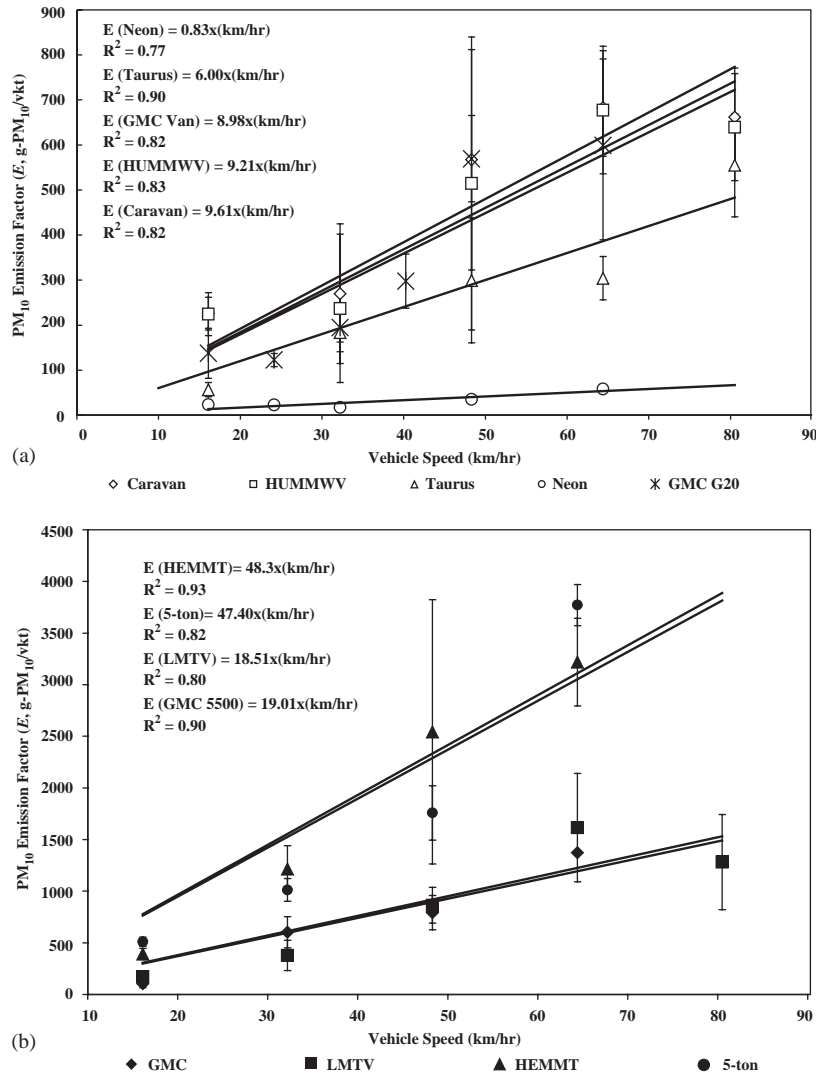 E (Neon) = 0.83x(km/hr)
R² = 0.77
E (Taurus) = 6.00x(km/hr)
R² = 0.90
E (GMC Van) = 8.98x(km/hr)
R² = 0.82
E (HUMMWV) = 9.21x(km/hr)
R² = 0.83
E (Caravan) = 9.61x(km/hr)
R² = 0.82
PM₁₀ Emission Factor (E, g-PM₁₀/vkt)
900
800
700
600
500
400
300
200
100
0
0 10 20 30 40 50 60 70 80 90
(a)
Vehicle Speed (km/hr)
Caravan HUMMWV Taurus Neon GMC G20
E (HEMMT)= 48.3x(km/hr)
R² = 0.93
E (5-ton)= 47.40x(km/hr)
R² = 0.82
E (LMTV) = 18.51x(km/hr)
R² = 0.80
E (GMC 5500) = 19.01x(km/hr)
R² = 0.90
PM₁₀ Emission Factor (E, g-PM₁₀/vkt)
4500
4000
3500
3000
2500
2000
1500
1000
500
0
10 20 30 40 50 60 70 80 90
(b)
Vehicle Speed (km/hr)
GMC LMTV HEMMT 5-ton